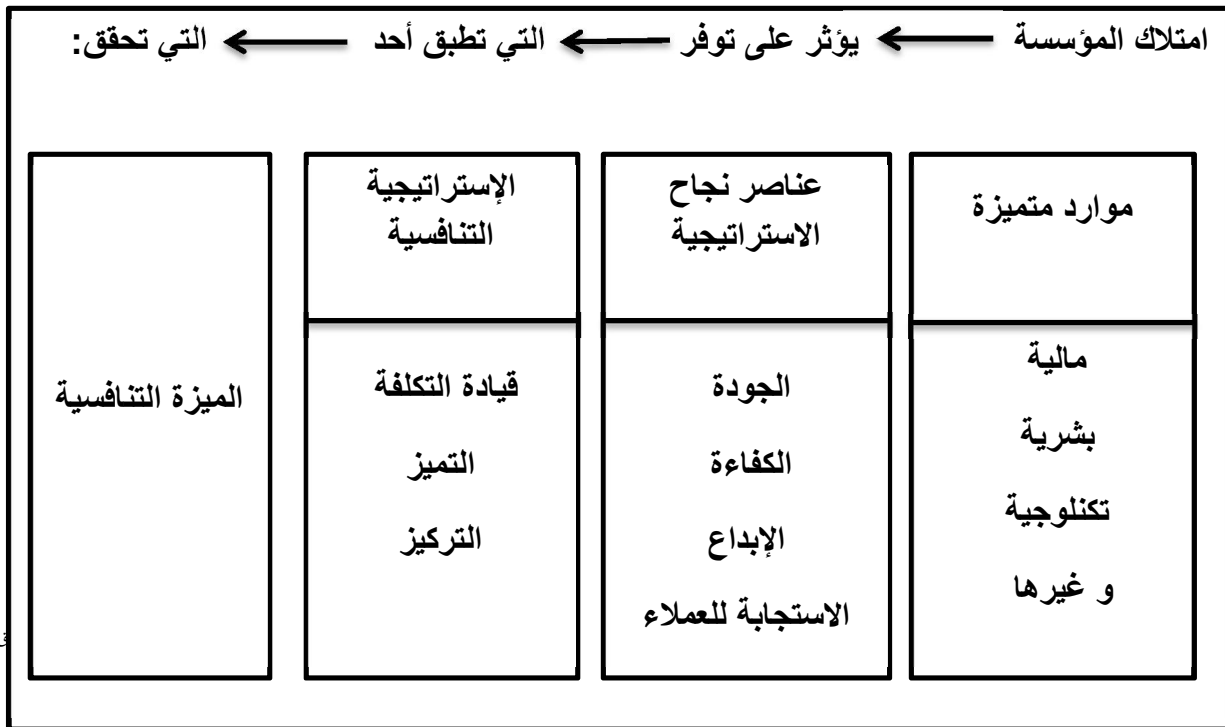 امتلاك المؤسسة ← يؤثر على توفر ← التي تطبق أحد ← التي تحقق:
موارد متميزة
مالية
بشرية
تكنلوجية
و غيرها
عناصر نجاح
الاستراتيجية
الجودة
الكفاءة
الإبداع
الاستجابة للعملاء
الإستراتيجية
التنافسية
قيادة التكلفة
التميز
التركيز
الميزة التنافسية